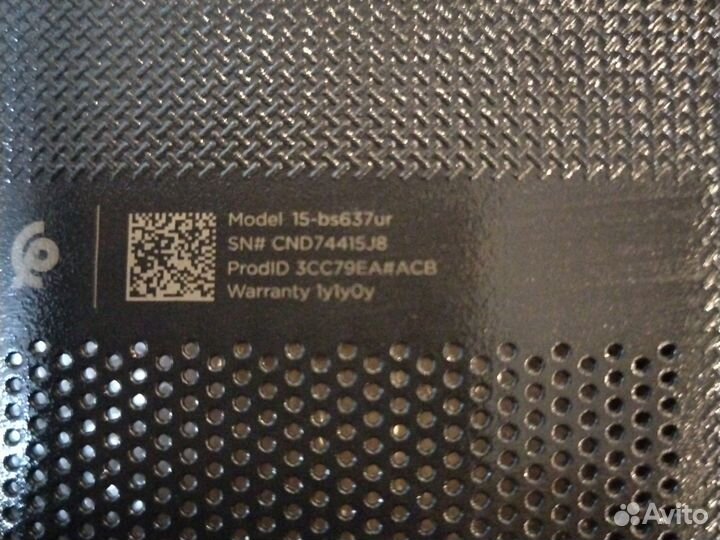 Model 15-bs637ur
SN# CND74415J8
ProdID 3CC79EA#ACB
Warranty 1y1y0y
Avito